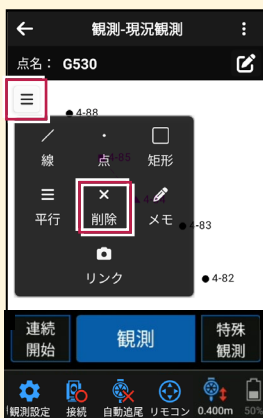 観測-現況観測
点名： G530
4-88
線 点 矩形
4-85
平行 削除 メモ
4-83
リンク
4-82
連続開始 観測 特殊観測
観測設定 接続 自動追尾 リモコン 0.400m 50%